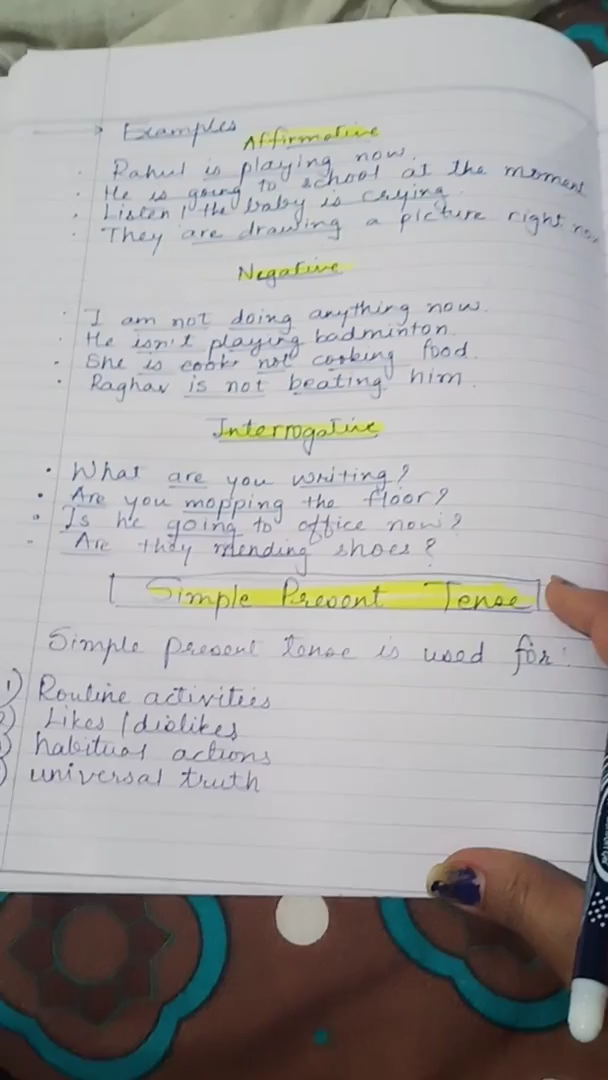 Examples
Affirmative
Rahul is playing now.
He is going to school at the moment
Listen! the baby is crying
They are drawing a picture right
Negative
I am not doing anything now.
He isn't playing badminton.
She is not cooking food.
Raghav is not beating him.
Interrogative
What are you writing?
Are you mopping the floor?
Is he going to office now?
Are they mending shoes?
Simple Present Tense
Simple present tense is used for:
1) Routine activities
Likes / dislikes
habitual actions
universal truth